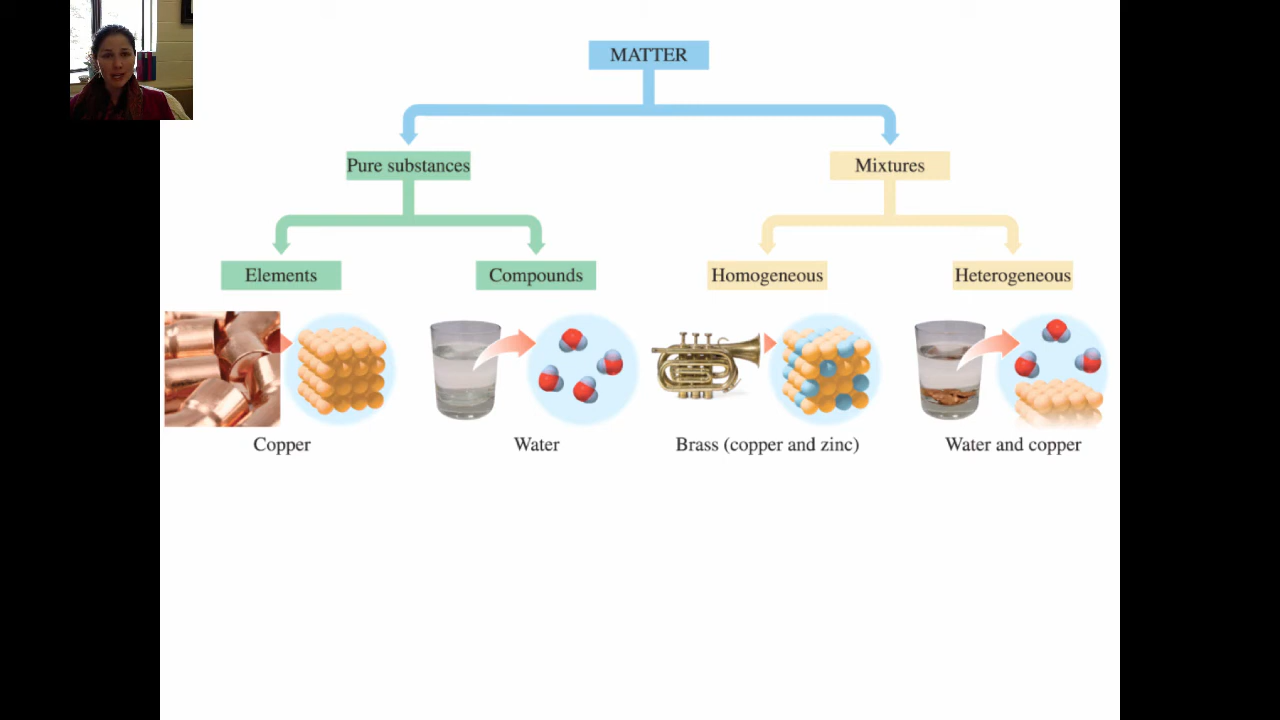 MATTER
Pure substances
Mixtures
Elements
Compounds
Homogeneous
Heterogeneous
Copper
Water
Brass (copper and zinc)
Water and copper